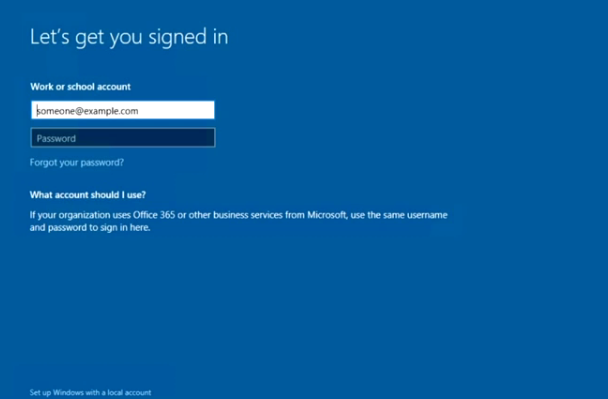 Let's get you signed in
Work or school account
someone@example.com
Password
Forgot your password?
What account should I use?
If your organization uses Office 365 or other business services from Microsoft, use the same username
and password to sign in here.
Set up Windows with a local account